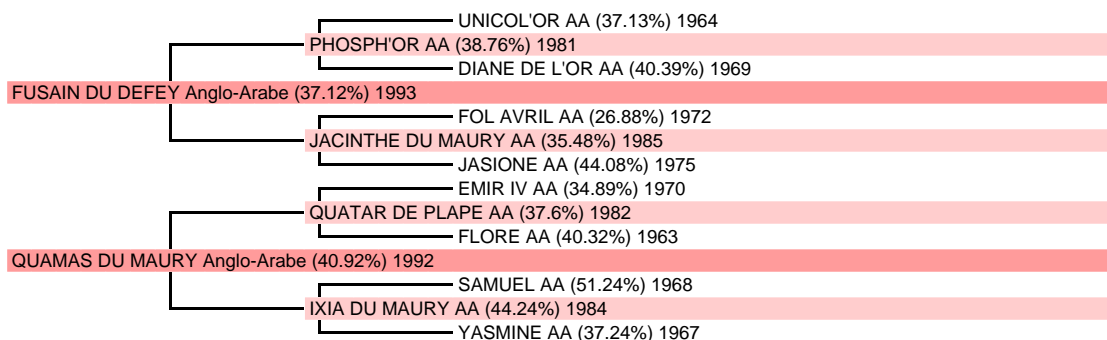 UNICOL'OR AA (37.13%) 1964
PHOSPH'OR AA (38.76%) 1981
DIANE DE L'OR AA (40.39%) 1969
FUSAIN DU DEFEY Anglo-Arabe (37.12%) 1993
FOL AVRIL AA (26.88%) 1972
JACINTHE DU MAURY AA (35.48%) 1985
JASIONE AA (44.08%) 1975
EMIR IV AA (34.89%) 1970
QUATAR DE PLAPE AA (37.6%) 1982
FLORE AA (40.32%) 1963
QUAMAS DU MAURY Anglo-Arabe (40.92%) 1992
SAMUEL AA (51.24%) 1968
IXIA DU MAURY AA (44.24%) 1984
YASMINE AA (37.24%) 1967